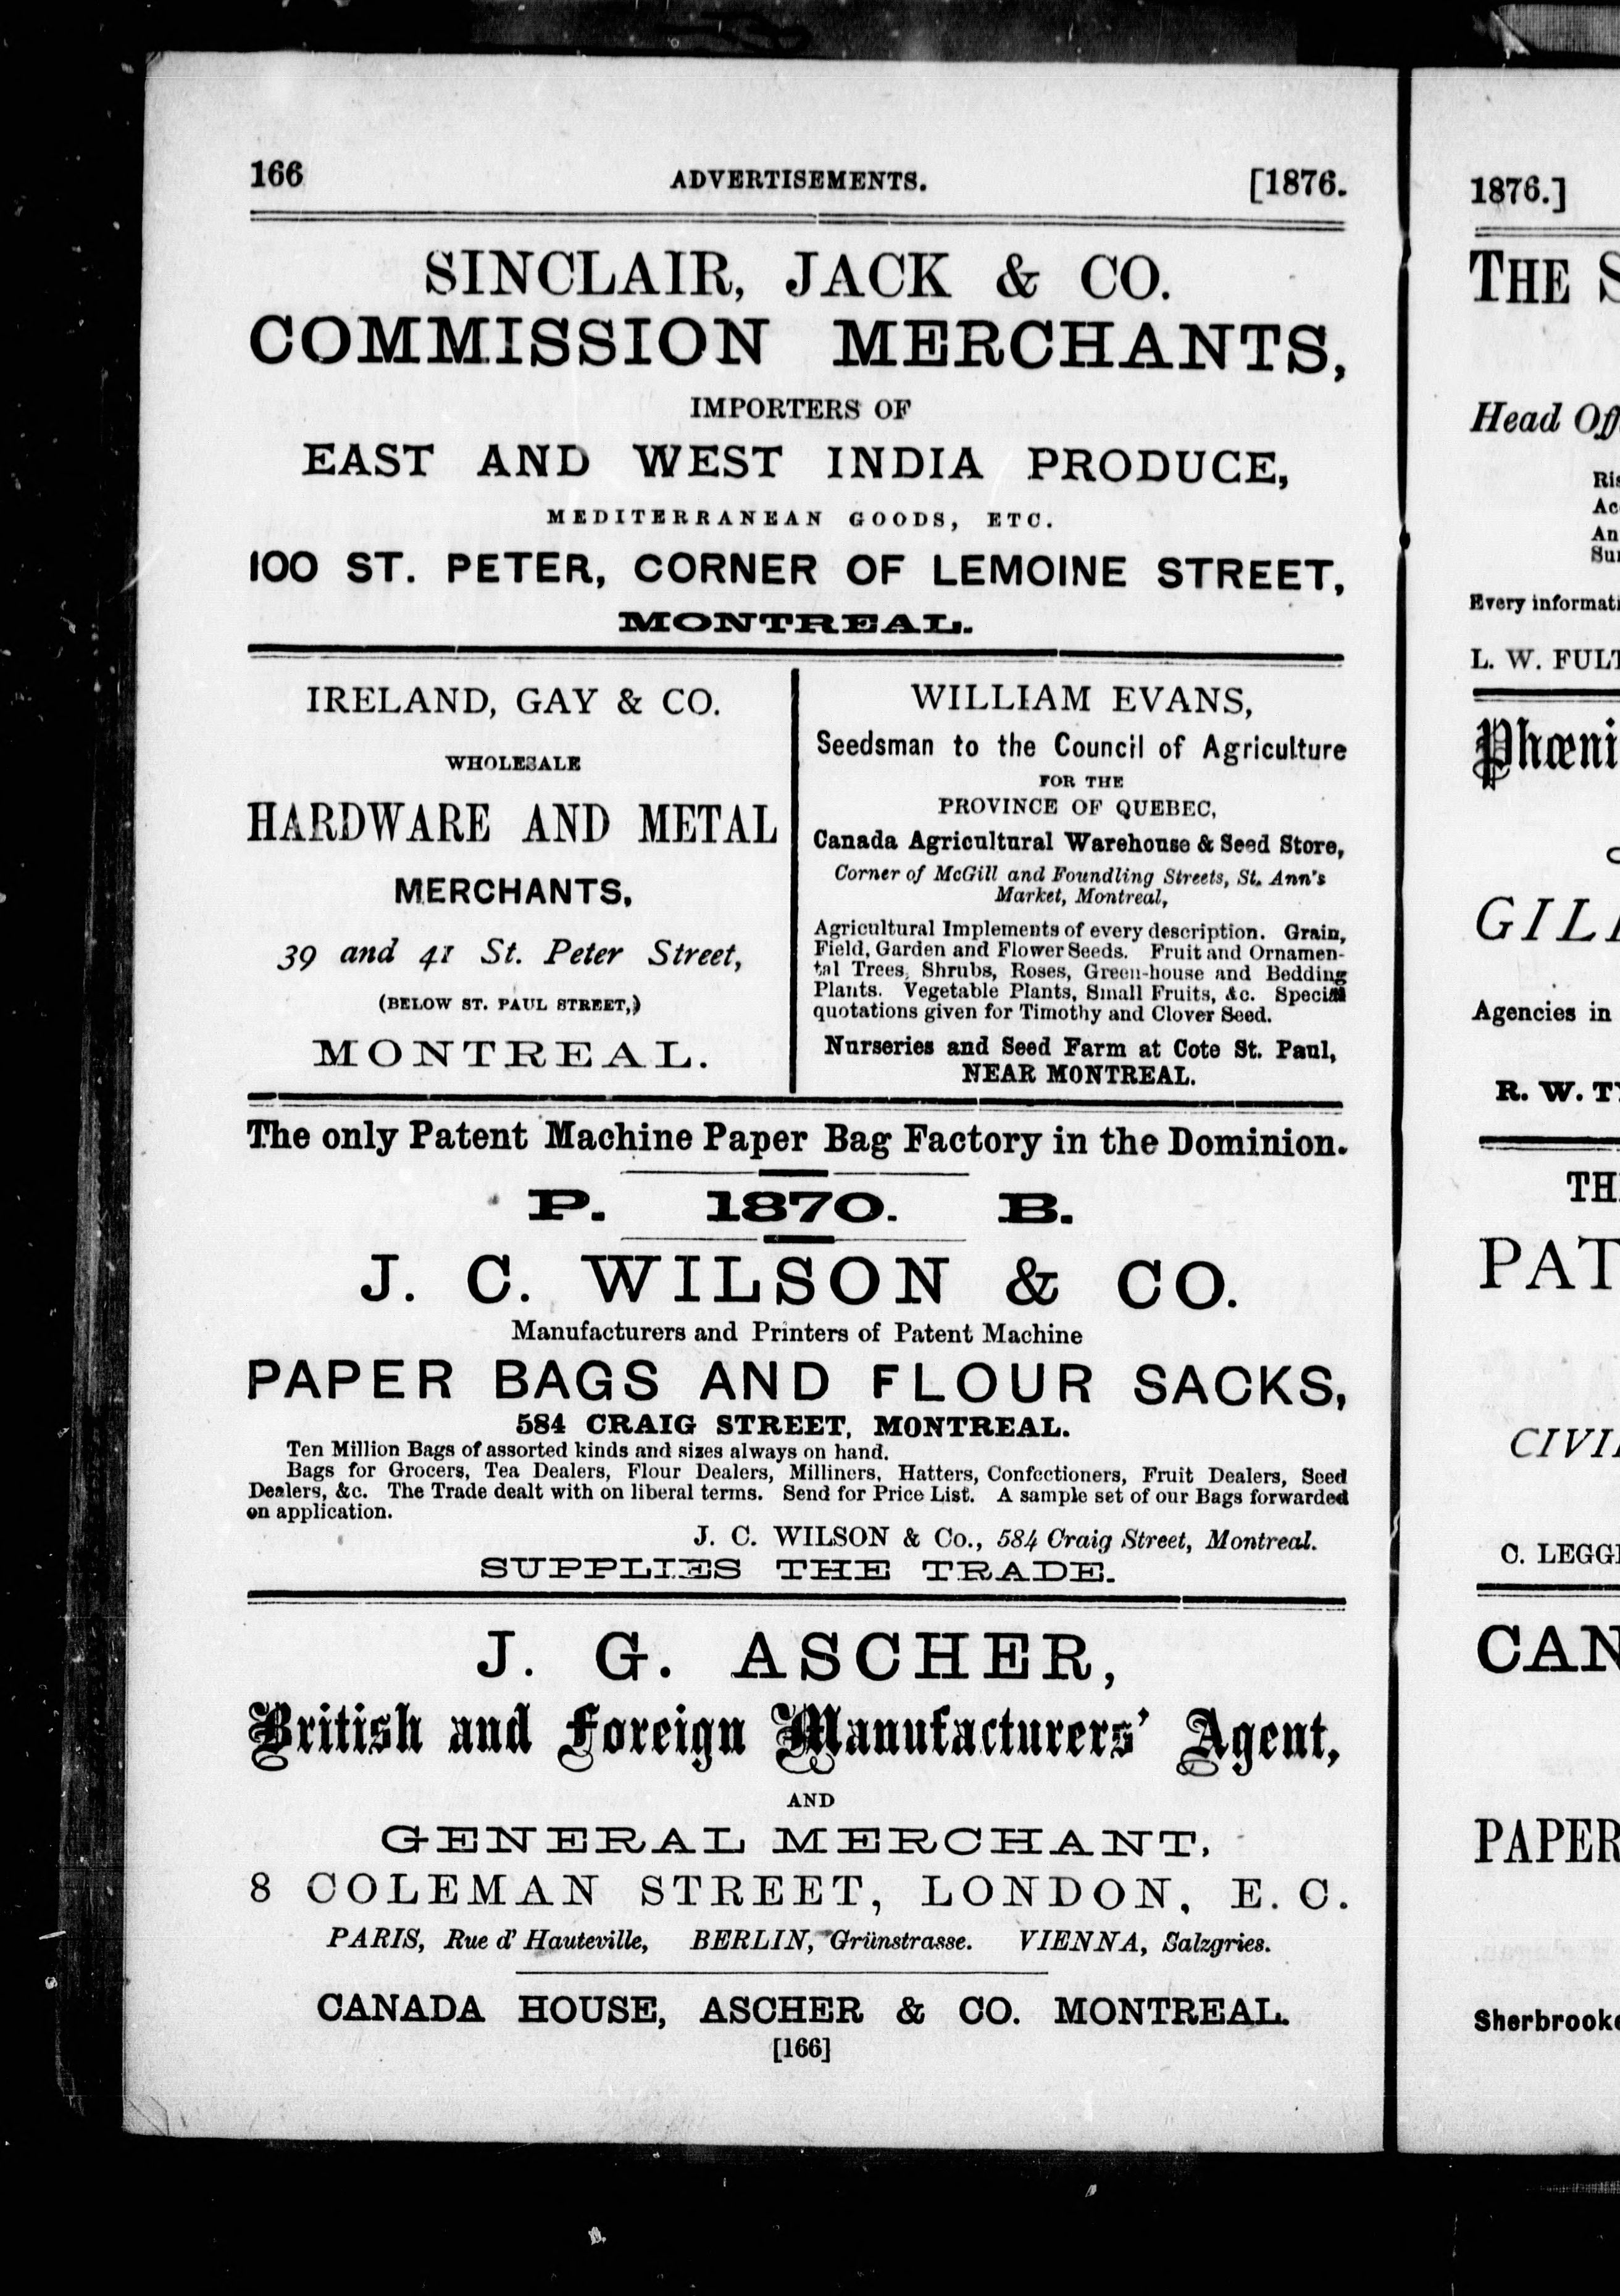 166 ADVERTISEMENTS. [1876.
SINCLAIR, JACK & CO.
COMMISSION MERCHANTS,
IMPORTERS OF
EAST AND WEST INDIA PRODUCE,
MEDITERRANEAN GOODS, ETC.
100 ST. PETER, CORNER OF LEMOINE STREET,
MONTREAL.
IRELAND, GAY & CO.
WHOLESALE
HARDWARE AND METAL
MERCHANTS,
39 and 41 St. Peter Street,
(BELOW ST. PAUL STREET,)
MONTREAL.
WILLIAM EVANS,
Seedsman to the Council of Agriculture
FOR THE
PROVINCE OF QUEBEC,
Canada Agricultural Warehouse & Seed Store,
Corner of McGill and Foundling Streets, St. Ann's
Market, Montreal,
Agricultural Implements of every description. Grain,
Field, Garden and Flower Seeds. Fruit and Ornamen-
tal Trees, Shrubs, Roses, Green-house and Bedding
Plants. Vegetable Plants, Small Fruits, &c. Special
quotations given for Timothy and Clover Seed.
Nurseries and Seed Farm at Cote St. Paul,
NEAR MONTREAL.
The only Patent Machine Paper Bag Factory in the Dominion.
P. 1870. B.
J. C. WILSON & CO.
Manufacturers and Printers of Patent Machine
PAPER BAGS AND FLOUR SACKS,
584 CRAIG STREET, MONTREAL.
Ten Million Bags of assorted kinds and sizes always on hand.
Bags for Grocers, Tea Dealers, Flour Dealers, Milliners, Hatters, Confectioners, Fruit Dealers, Seed
Dealers, &c. The Trade dealt with on liberal terms. Send for Price List. A sample set of our Bags forwarded
on application.
J. C. WILSON & Co., 584 Craig Street, Montreal.
SUPPLIES THE TRADE.
J. G. ASCHER,
British and Foreign Manufacturers' Agent,
AND
GENERAL MERCHANT,
8 COLEMAN STREET, LONDON, E. C.
PARIS, Rue d' Hauteville, BERLIN, Grünstrasse. VIENNA, Salzgries.
CANADA HOUSE, ASCHER & CO. MONTREAL.
[166]
1876.]
THE S
Head Off
Ris
Ac
An
Sur
Every informati
L. W. FULT
Phœni
GILI
Agencies in
R. W. TY
TH
PAT
CIVI
C. LEGG
CAN
PAPER
Sherbrooke